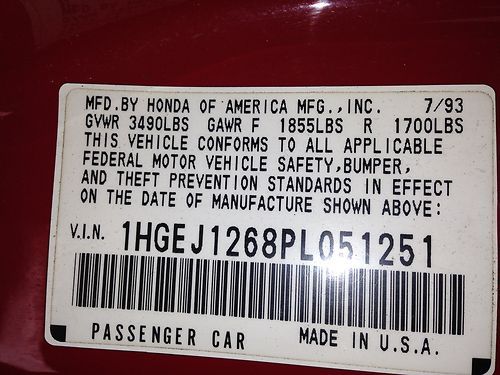 MFD.BY HONDA OF AMERICA MFG.,INC. 7/93
GVWR 3490LBS GAWR F 1855LBS R 1700LBS
THIS VEHICLE CONFORMS TO ALL APPLICABLE
FEDERAL MOTOR VEHICLE SAFETY,BUMPER,
AND THEFT PREVENTION STANDARDS IN EFFECT
ON THE DATE OF MANUFACTURE SHOWN ABOVE:
V.I.N. 1HGEJ1268PL051251
PASSENGER CAR MADE IN U.S.A.